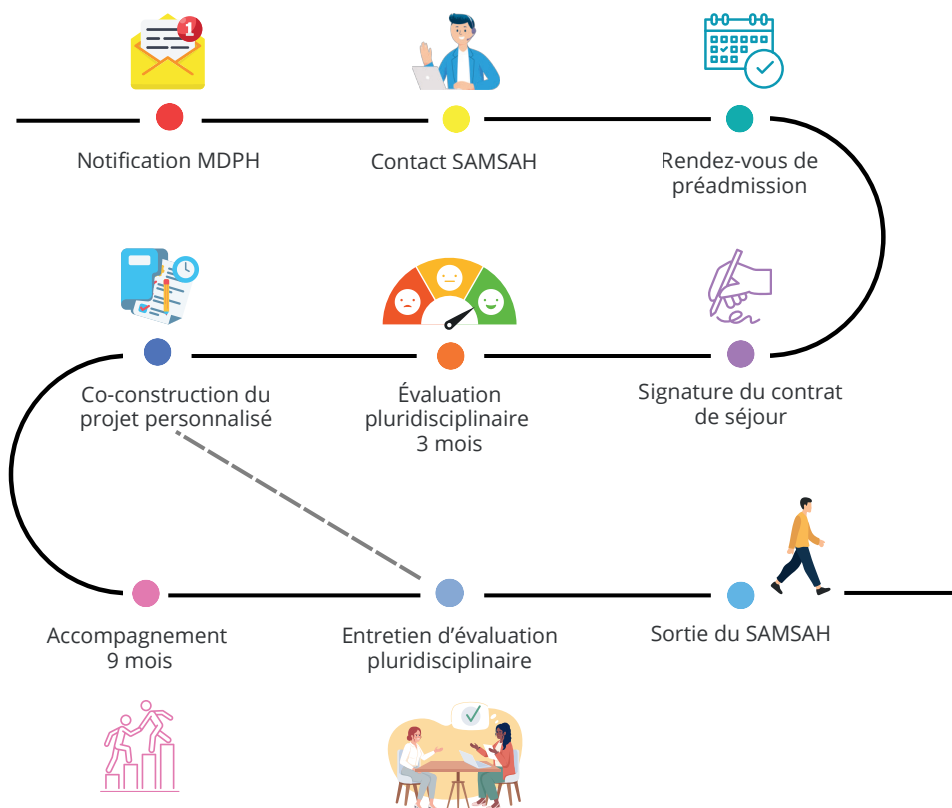 1
Notification MDPH
Contact SAMSAH
Rendez-vous de
préadmission
Co-construction du
projet personnalisé
Évaluation
pluridisciplinaire
3 mois
Signature du contrat
de séjour
Accompagnement
9 mois
Entretien d’évaluation
pluridisciplinaire
Sortie du SAMSAH